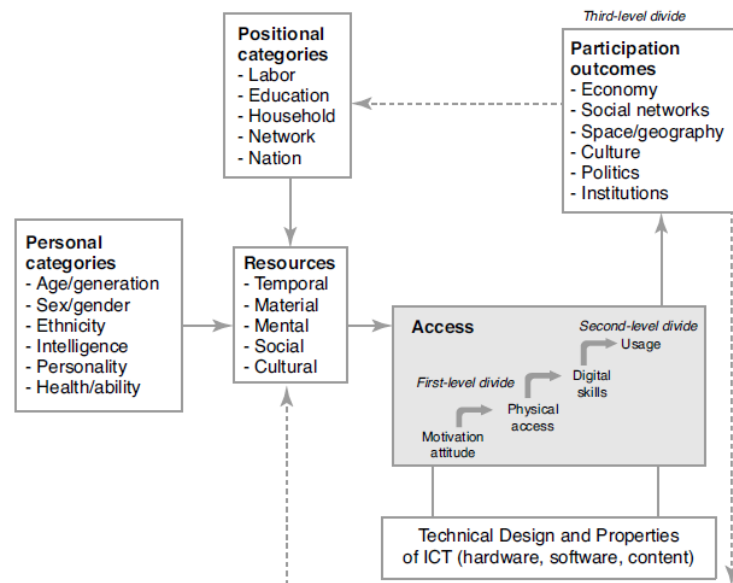 Third-level divide
Positional
categories
- Labor
- Education
- Household
- Network
- Nation
Participation
outcomes
- Economy
- Social networks
- Space/geography
- Culture
- Politics
- Institutions
Personal
categories
- Age/generation
- Sex/gender
- Ethnicity
- Intelligence
- Personality
- Health/ability
Resources
- Temporal
- Material
- Mental
- Social
- Cultural
Access
Second-level divide
Usage
First-level divide
Digital
skills
Physical
access
Motivation
attitude
Technical Design and Properties
of ICT (hardware, software, content)